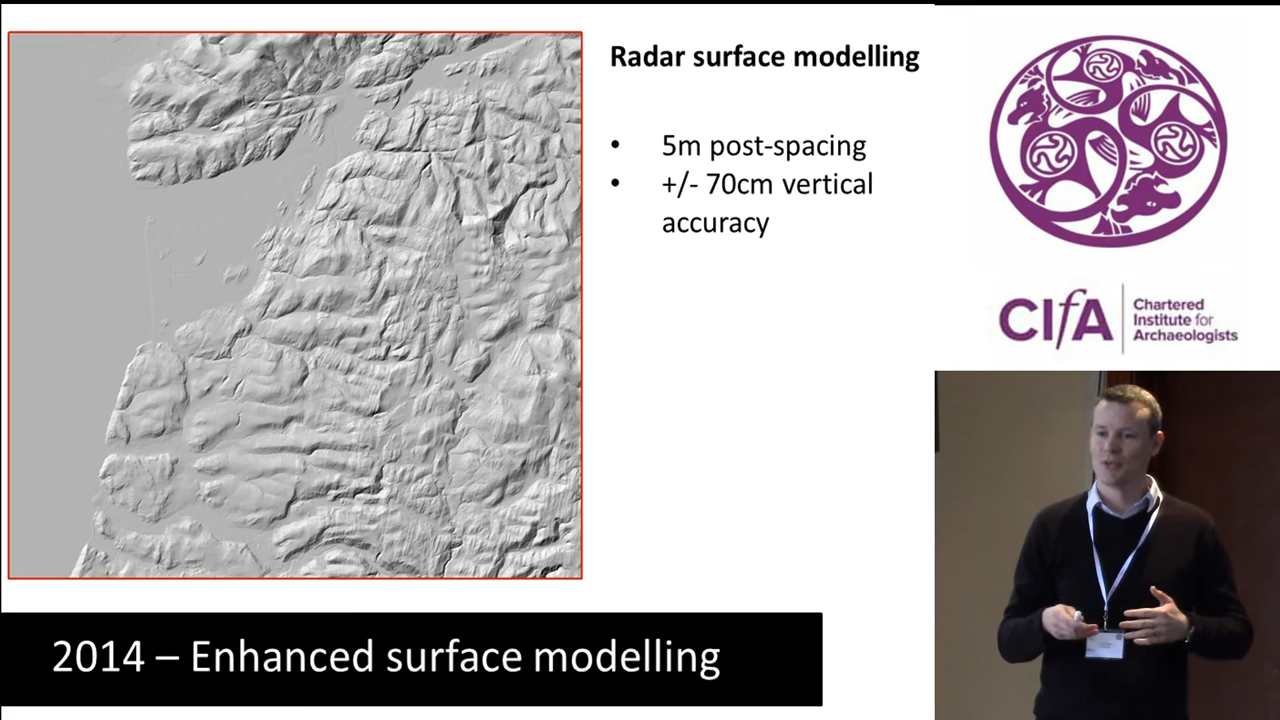 Radar surface modelling
• 5m post-spacing
• +/- 70cm vertical
accuracy
2014 – Enhanced surface modelling
CIfA
Chartered
Institute for
Archaeologists